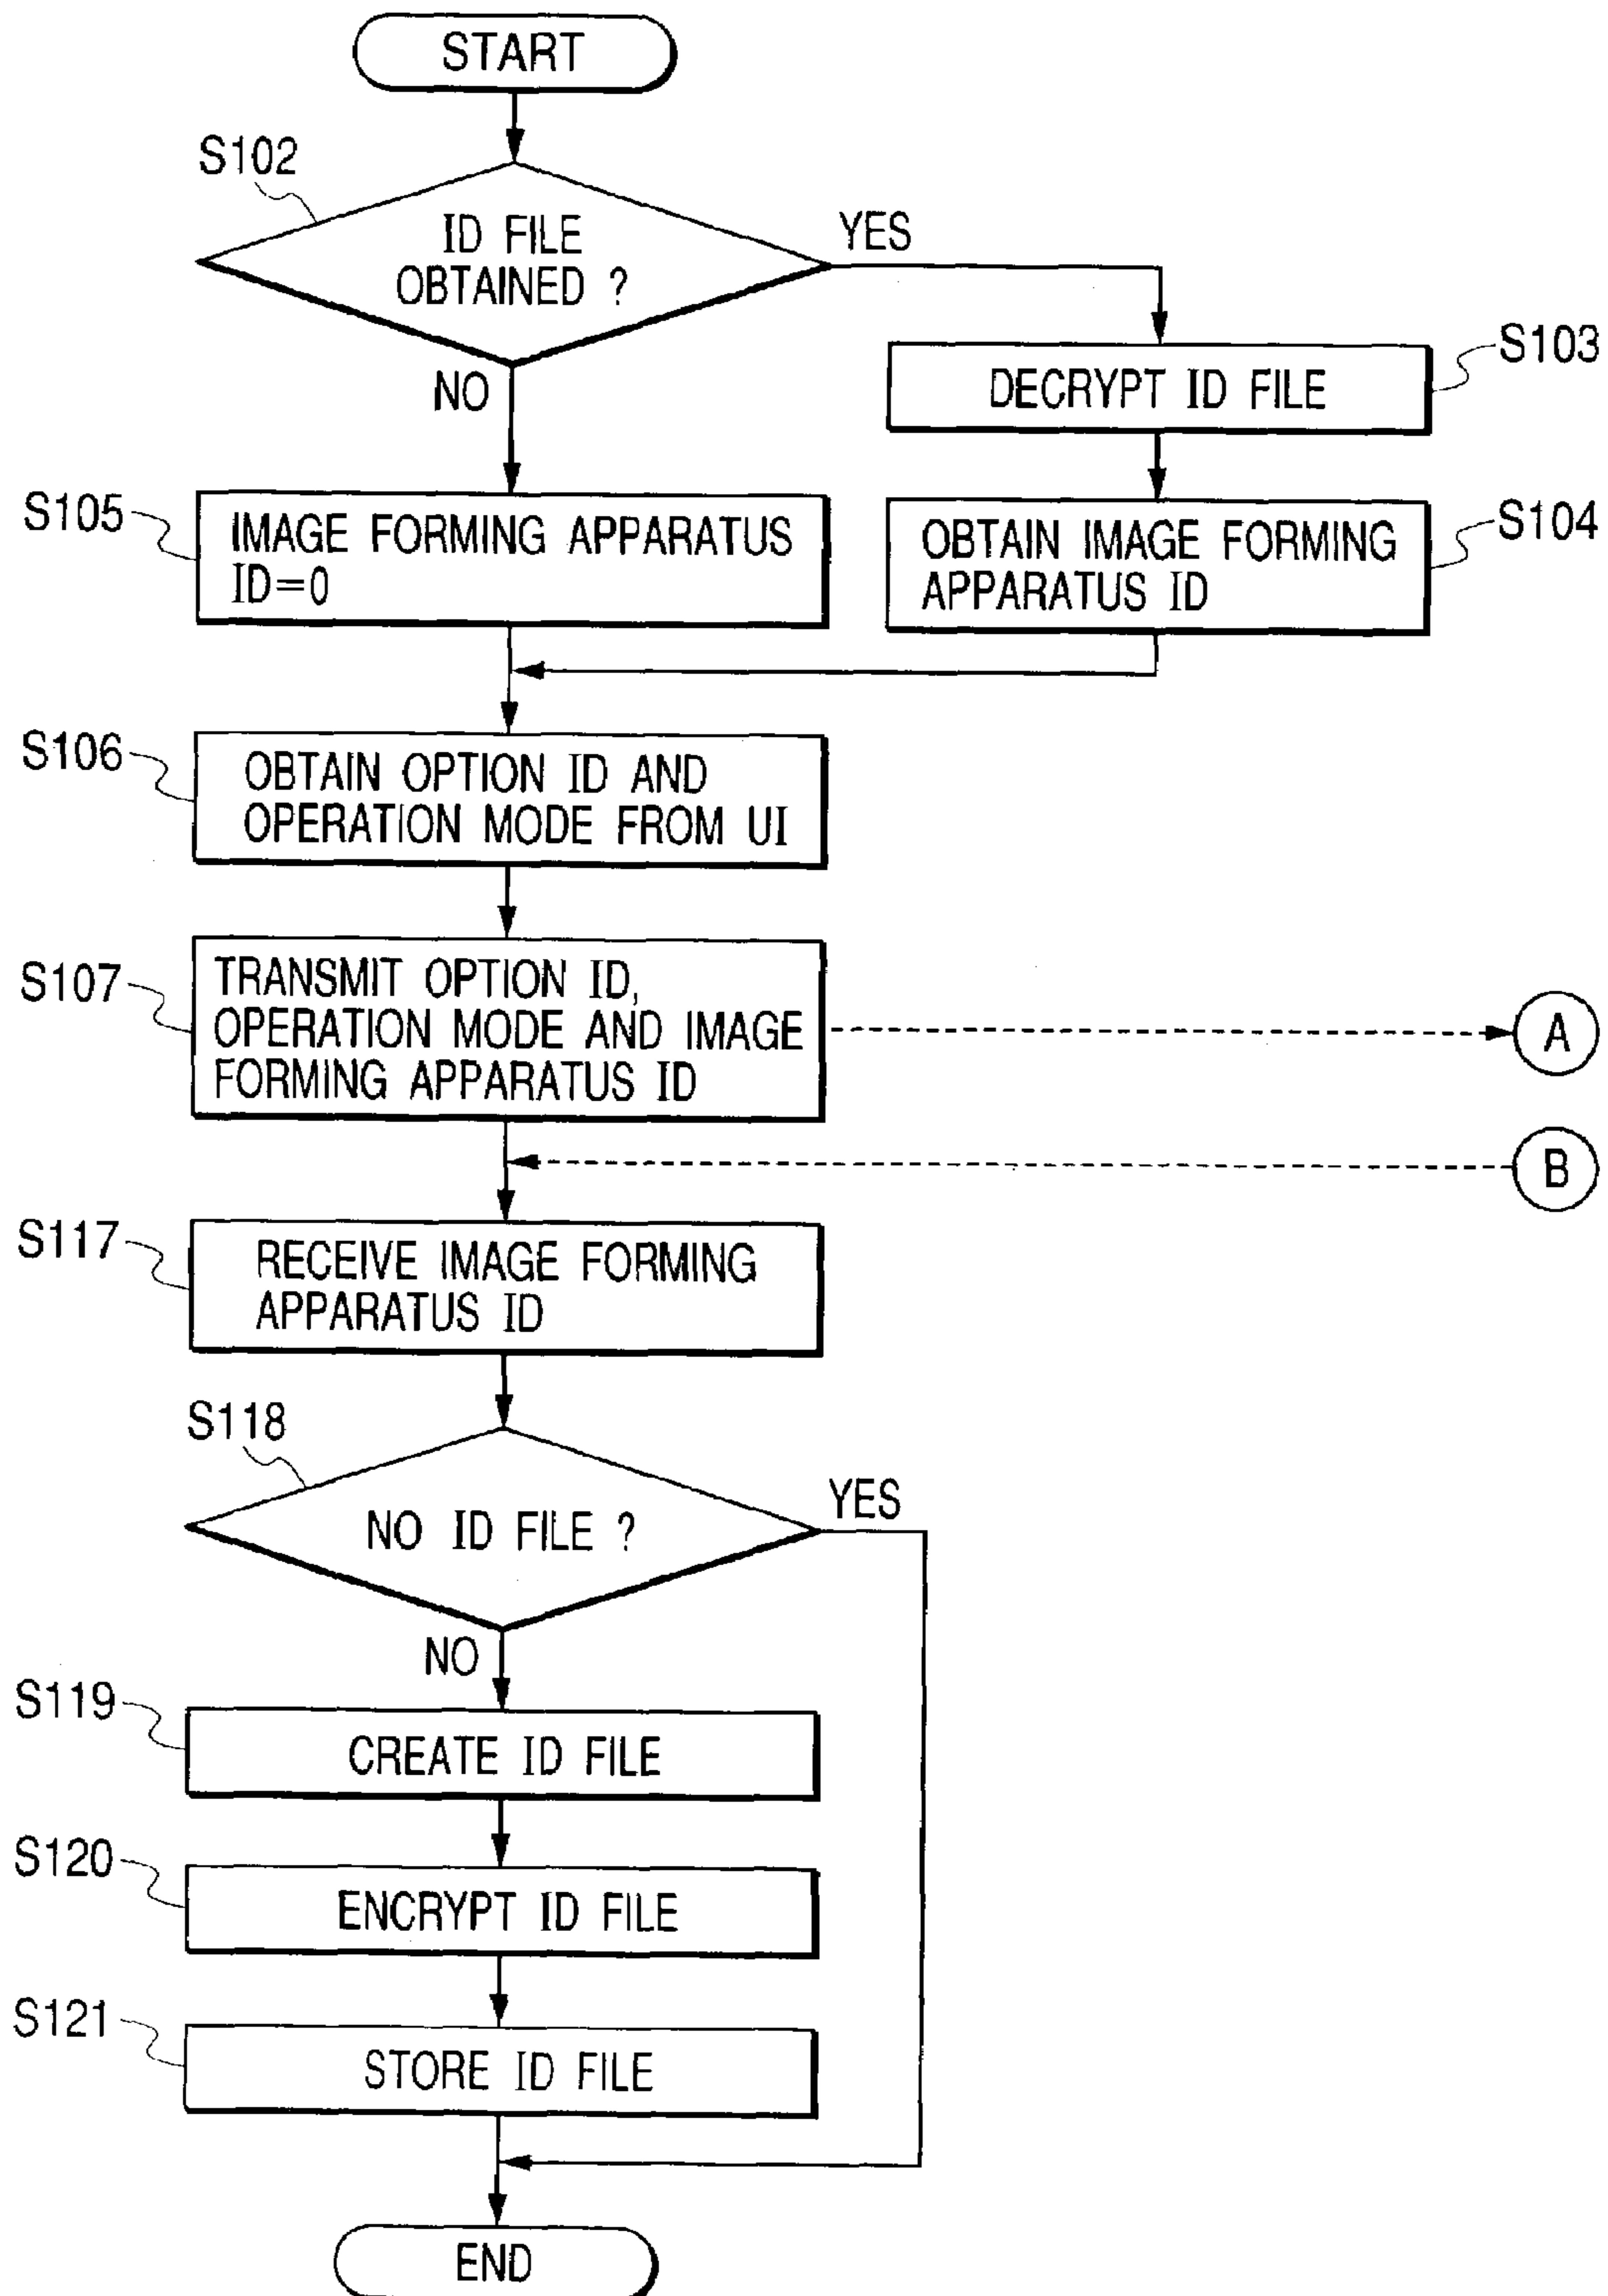 START
S102
ID FILE
OBTAINED ?
YES
NO
S103
DECRYPT ID FILE
S105
IMAGE FORMING APPARATUS
ID=0
S104
OBTAIN IMAGE FORMING
APPARATUS ID
S106
OBTAIN OPTION ID AND
OPERATION MODE FROM UI
S107
TRANSMIT OPTION ID,
OPERATION MODE AND IMAGE
FORMING APPARATUS ID
A
B
S117
RECEIVE IMAGE FORMING
APPARATUS ID
S118
NO ID FILE ?
YES
NO
S119
CREATE ID FILE
S120
ENCRYPT ID FILE
S121
STORE ID FILE
END